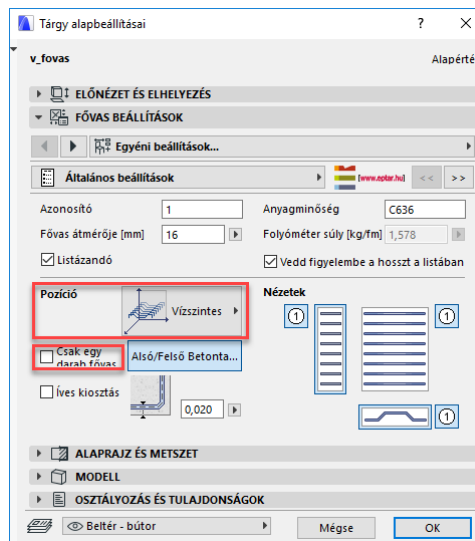 Tárgy alapbeállításai ? X
v_fovas Alapérté
ELŐNÉZET ÉS ELHELYEZÉS
FŐVAS BEÁLLÍTÁSOK
Egyéni beállítások...
Általános beállítások [www.eptar.hu] << >>
Azonosító 1 Anyagminőség C636
Fővas átmérője [mm] 16 Folyóméter súly [kg/fm] 1,578
Listázandó Vedd figyelembe a hosszt a listában
Pozíció Nézetek
Vízszintes 1 1
Csak egy
darab fővas Alsó/Felső Betonta...
Íves kiosztás 0,020 1
ALAPRAJZ ÉS METSZET
MODELL
OSZTÁLYOZÁS ÉS TULAJDONSÁGOK
Beltér - bútor Mégse OK